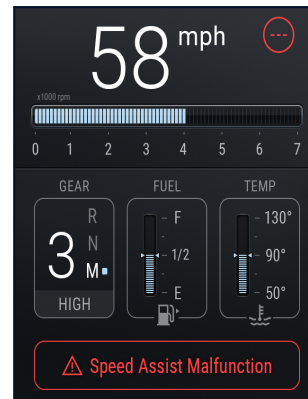 58 mph
---
x1000 rpm
0 1 2 3 4 5 6 7
GEAR FUEL TEMP
R
N
3 M
HIGH
F
1/2
E
130°
90°
50°
Speed Assist Malfunction